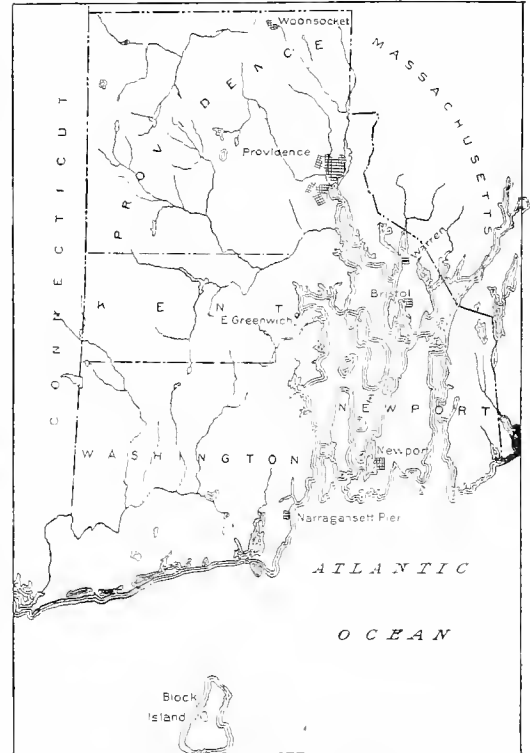 Woonsocket
MASSACHUSETTS
PROVIDENCE
Providence
CONNECTICUT
Warren
Bristol
KENT
E Greenwich
NEWPORT
WASHINGTON
Newport
Narragansett Pier
ATLANTIC
OCEAN
Block
Island